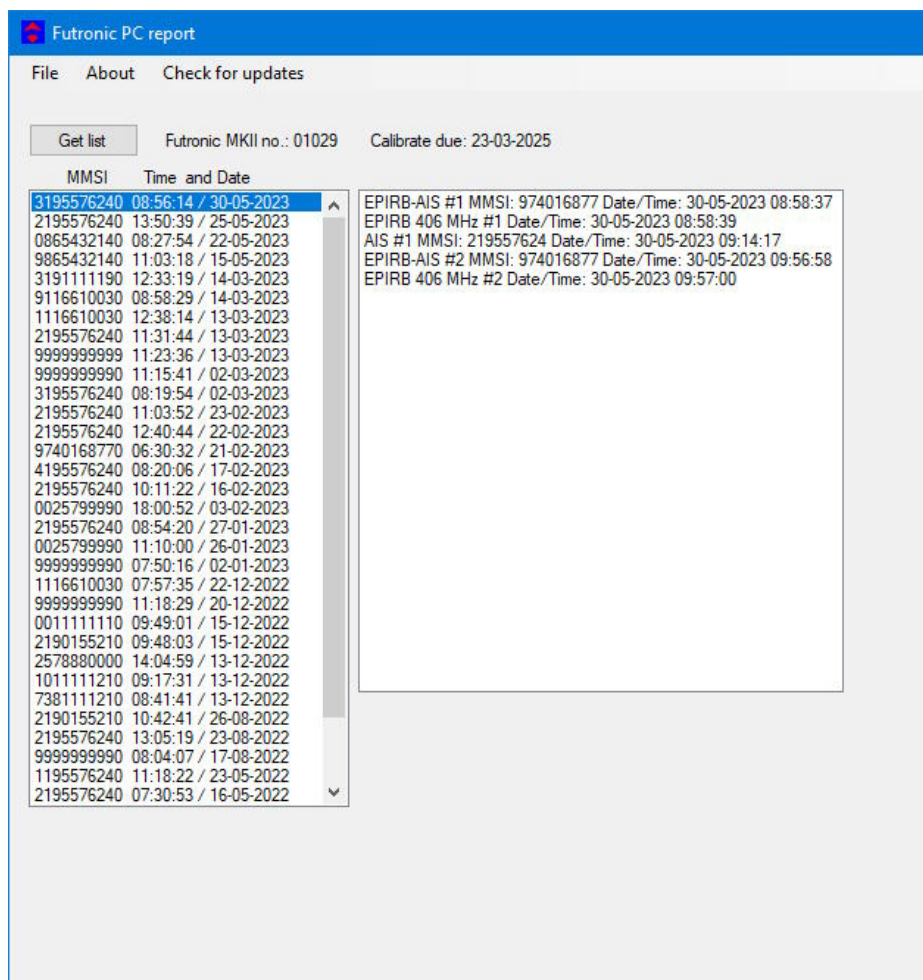 Futronic PC report
File About Check for updates
Get list Futronic MKII no.: 01029 Calibrate due: 23-03-2025
MMSI Time and Date
3195576240 08:56:14 / 30-05-2023
2195576240 13:50:39 / 25-05-2023
0865432140 08:27:54 / 22-05-2023
9865432140 11:03:18 / 15-05-2023
3191111190 12:33:19 / 14-03-2023
9116610030 08:58:29 / 14-03-2023
1116610030 12:38:14 / 13-03-2023
2195576240 11:31:44 / 13-03-2023
9999999999 11:23:36 / 13-03-2023
9999999990 11:15:41 / 02-03-2023
3195576240 08:19:54 / 02-03-2023
2195576240 11:03:52 / 23-02-2023
2195576240 12:40:44 / 22-02-2023
9740168770 06:30:32 / 21-02-2023
4195576240 08:20:06 / 17-02-2023
2195576240 10:11:22 / 16-02-2023
0025799990 18:00:52 / 03-02-2023
2195576240 08:54:20 / 27-01-2023
0025799990 11:10:00 / 26-01-2023
9999999990 07:50:16 / 02-01-2023
1116610030 07:57:35 / 22-12-2022
9999999990 11:18:29 / 20-12-2022
0011111110 09:49:01 / 15-12-2022
2190155210 09:48:03 / 15-12-2022
2578880000 14:04:59 / 13-12-2022
1011111210 09:17:31 / 13-12-2022
7381111210 08:41:41 / 13-12-2022
2190155210 10:42:41 / 26-08-2022
2195576240 13:05:19 / 23-08-2022
9999999990 08:04:07 / 17-08-2022
1195576240 11:18:22 / 23-05-2022
2195576240 07:30:53 / 16-05-2022
EPIRB-AIS #1 MMSI: 974016877 Date/Time: 30-05-2023 08:58:37
EPIRB 406 MHz #1 Date/Time: 30-05-2023 08:58:39
AIS #1 MMSI: 219557624 Date/Time: 30-05-2023 09:14:17
EPIRB-AIS #2 MMSI: 974016877 Date/Time: 30-05-2023 09:56:58
EPIRB 406 MHz #2 Date/Time: 30-05-2023 09:57:00